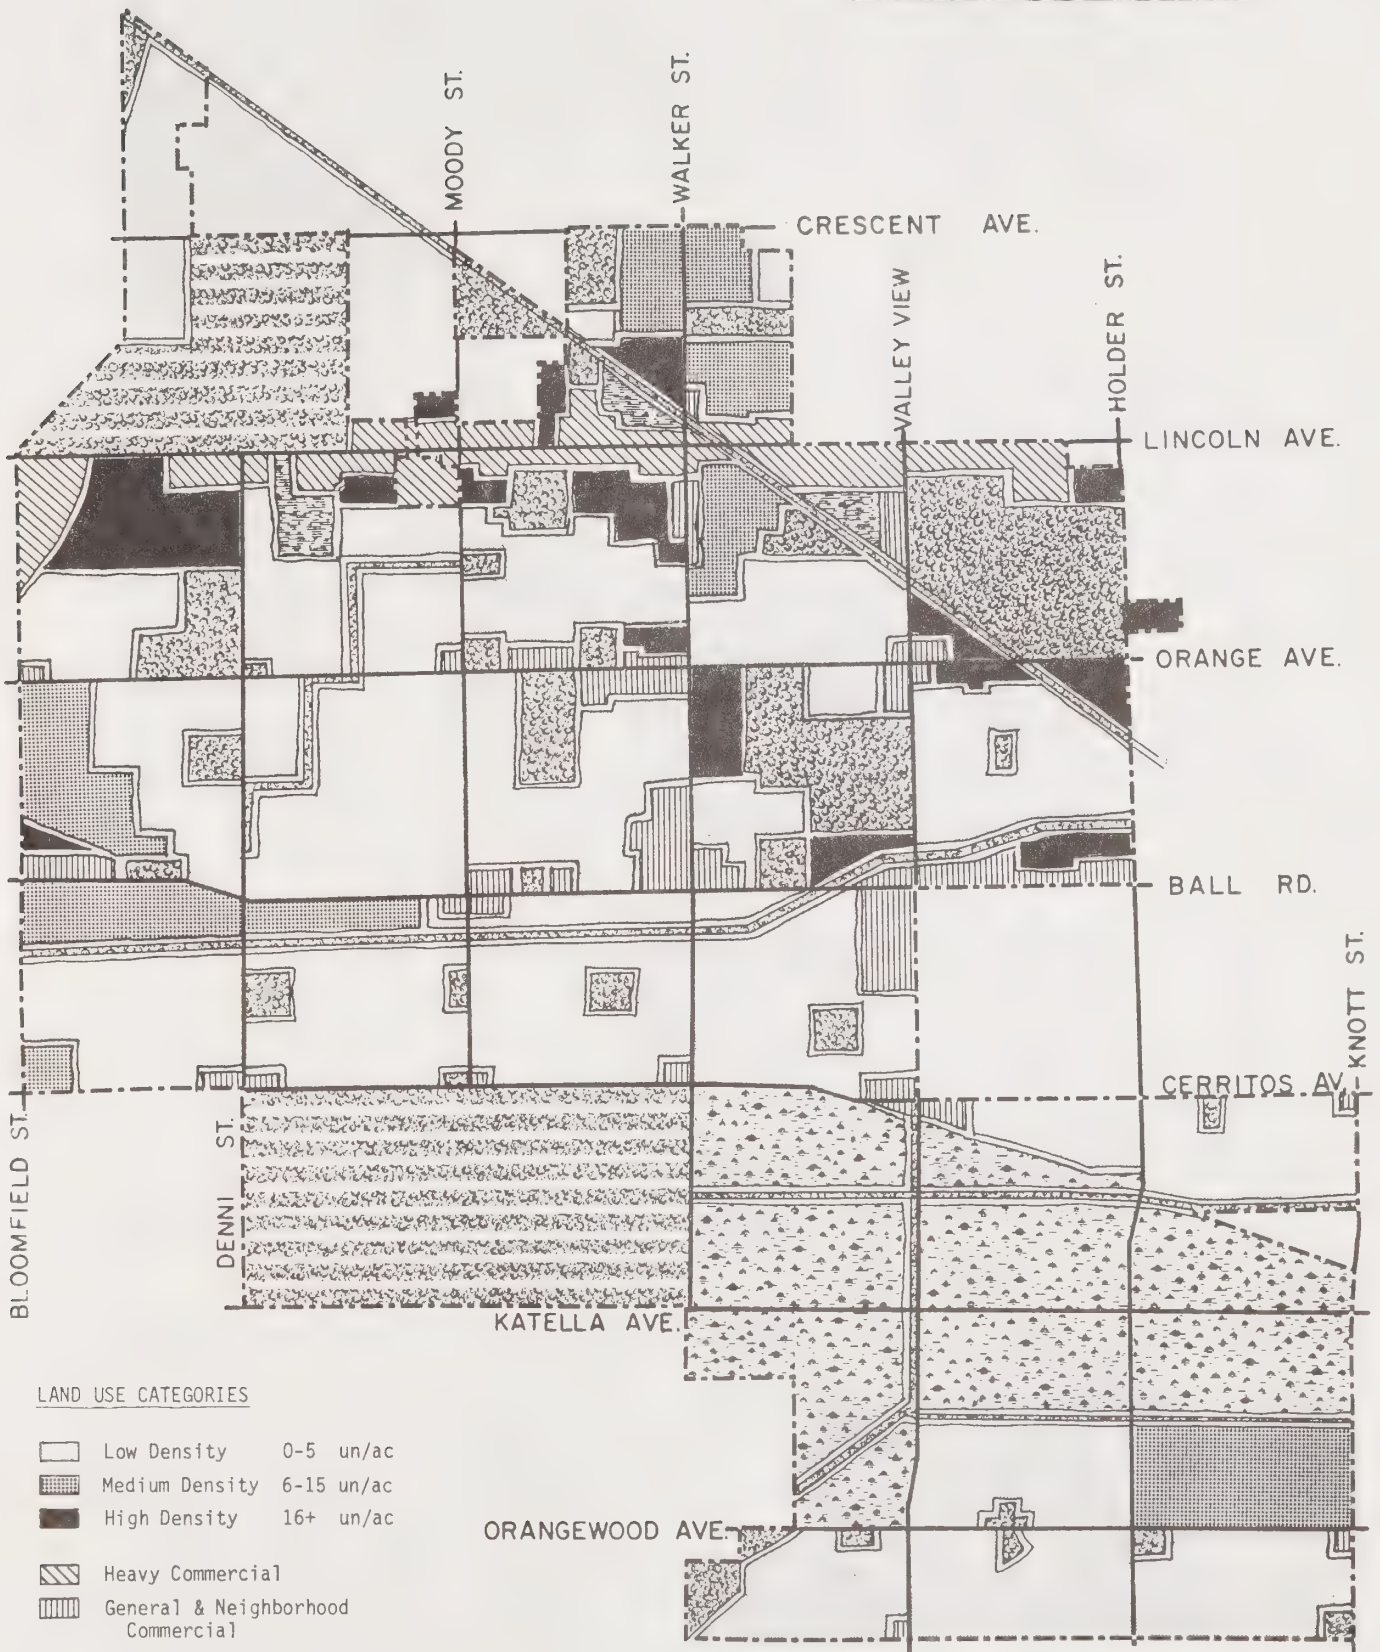 MOODY ST.
WALKER ST.
CRESCENT AVE.
VALLEY VIEW
HOLDER ST.
LINCOLN AVE.
ORANGE AVE.
BALL RD.
KNOTT ST.
CERRITOS AV.
BLOOMFIELD ST.
DENNI ST.
KATELLA AVE.
LAND USE CATEGORIES
Low Density 0-5 un/ac
Medium Density 6-15 un/ac
High Density 16+ un/ac
ORANGEWOOD AVE.
Heavy Commercial
General & Neighborhood
Commercial